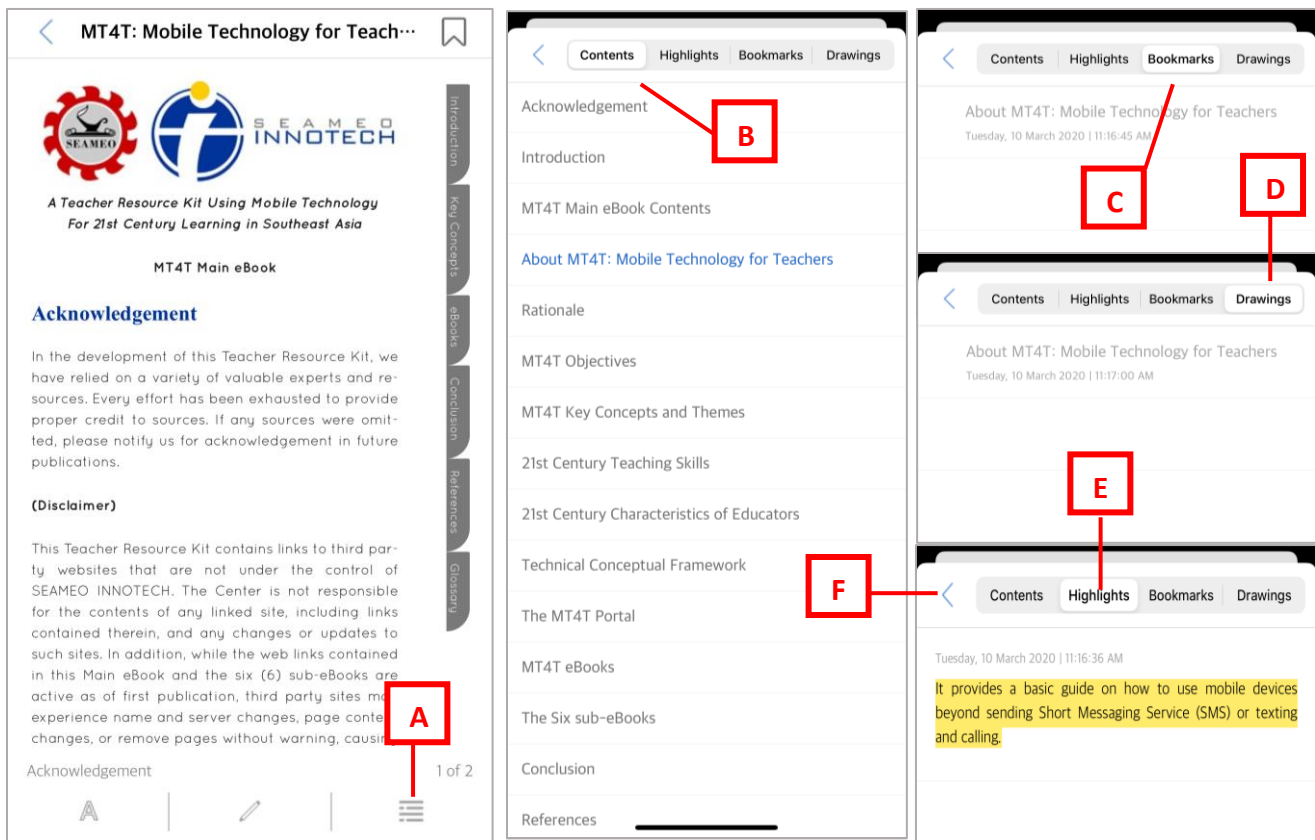 MT4T: Mobile Technology for Teach···
SEAMEO
SEAMEO
INNOTECH
A Teacher Resource Kit Using Mobile Technology
For 21st Century Learning in Southeast Asia
MT4T Main eBook
Acknowledgement
In the development of this Teacher Resource Kit, we
have relied on a variety of valuable experts and re-
sources. Every effort has been exhausted to provide
proper credit to sources. If any sources were omit-
ted, please notify us for acknowledgement in future
publications.
(Disclaimer)
This Teacher Resource Kit contains links to third par-
ty websites that are not under the control of
SEAMEO INNOTECH. The Center is not responsible
for the contents of any linked site, including links
contained therein, and any changes or updates to
such sites. In addition, while the web links contained
in this Main eBook and the six (6) sub-eBooks are
active as of first publication, third party sites
experience name and server changes, page
changes, or remove pages without warning, causing
Introduction
Key Concepts
eBooks
Conclusion
References
Glossary
A
Acknowledgement 1 of 2
A
Contents Highlights Bookmarks Drawings
B
Acknowledgement
Introduction
MT4T Main eBook Contents
About MT4T: Mobile Technology for Teachers
Rationale
MT4T Objectives
MT4T Key Concepts and Themes
21st Century Teaching Skills
21st Century Characteristics of Educators
Technical Conceptual Framework
The MT4T Portal
MT4T eBooks
The Six sub-eBooks
Conclusion
References
Contents Highlights Bookmarks Drawings
About MT4T: Mobile Technology for Teachers
Tuesday, 10 March 2020 | 11:16:45 AM
C
D
Contents Highlights Bookmarks Drawings
About MT4T: Mobile Technology for Teachers
Tuesday, 10 March 2020 | 11:17:00 AM
E
F
Contents Highlights Bookmarks Drawings
Tuesday, 10 March 2020 | 11:16:36 AM
It provides a basic guide on how to use mobile devices
beyond sending Short Messaging Service (SMS) or texting
and calling.